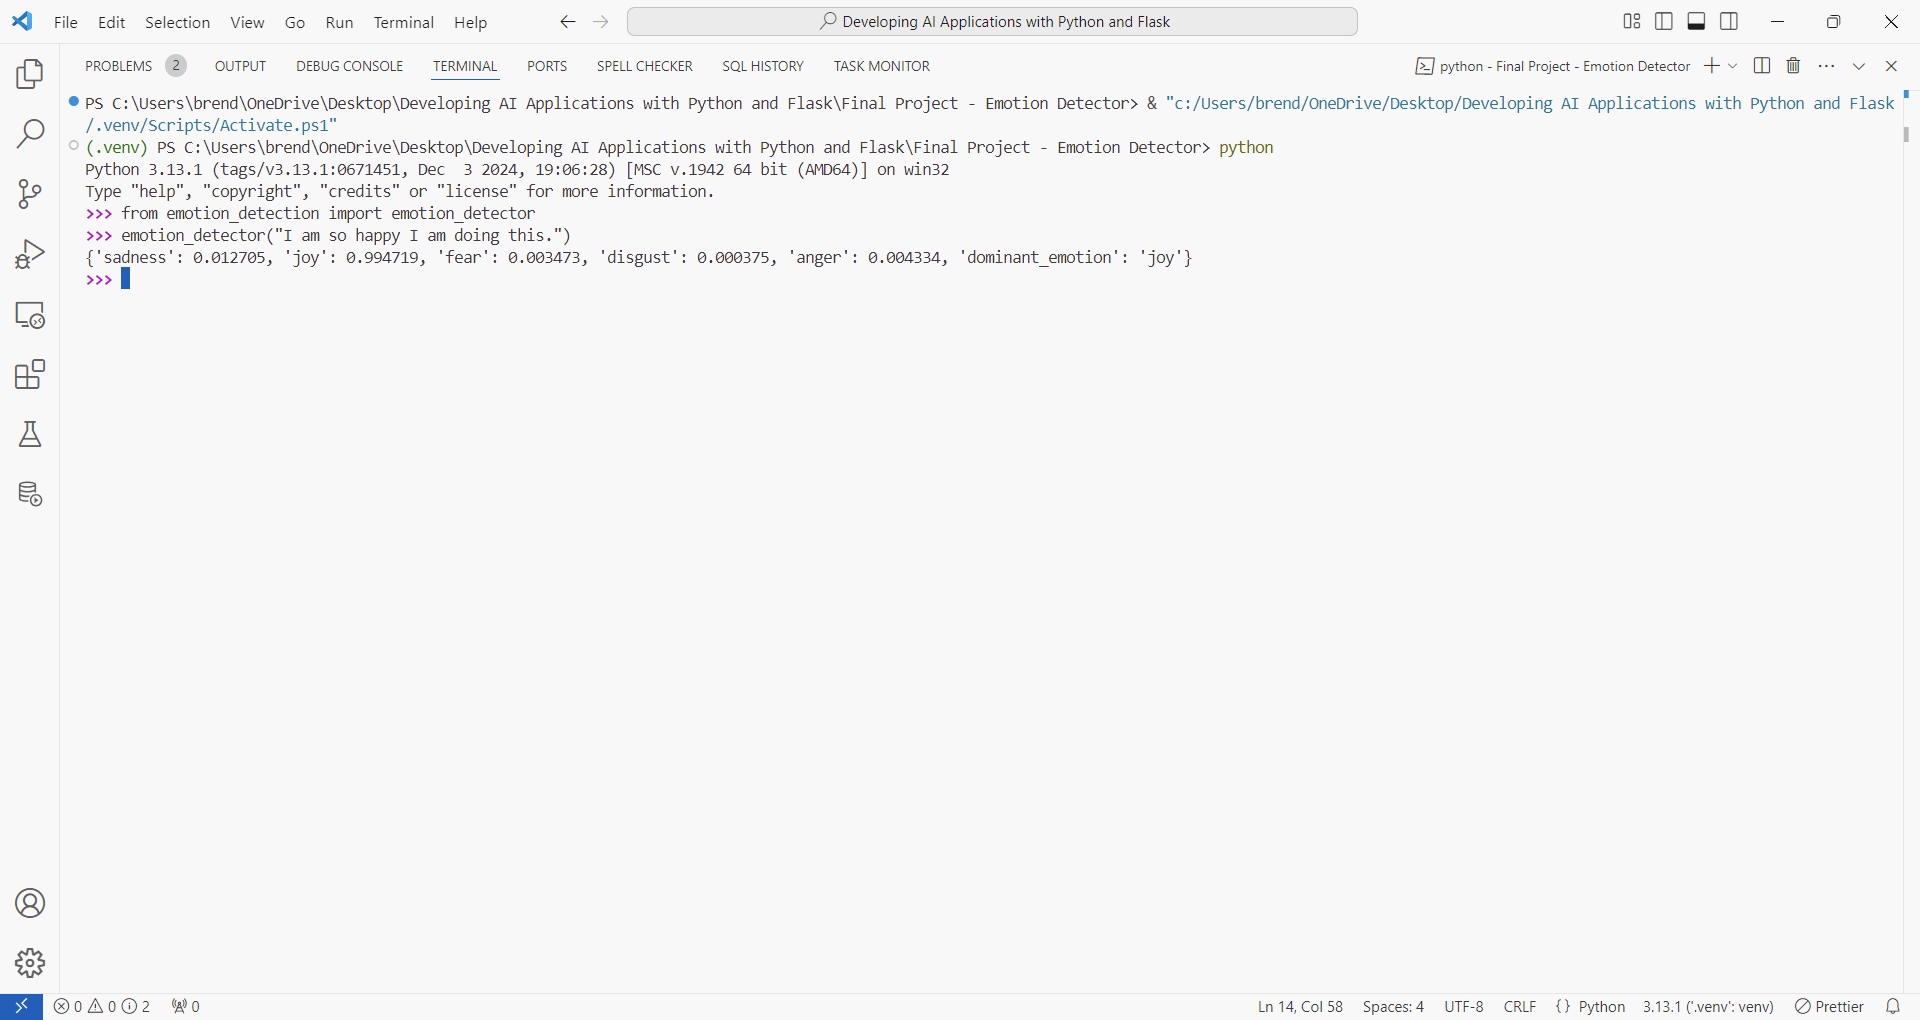 File Edit Selection View Go Run Terminal Help Developing AI Applications with Python and Flask
PROBLEMS 2 OUTPUT DEBUG CONSOLE TERMINAL PORTS SPELL CHECKER SQL HISTORY TASK MONITOR python - Final Project - Emotion Detector
PS C:\Users\brend\OneDrive\Desktop\Developing AI Applications with Python and Flask\Final Project - Emotion Detector> & "c:/Users/brend/OneDrive/Desktop/Developing AI Applications with Python and Flask
/.venv/Scripts/Activate.ps1"
(.venv) PS C:\Users\brend\OneDrive\Desktop\Developing AI Applications with Python and Flask\Final Project - Emotion Detector> python
Python 3.13.1 (tags/v3.13.1:0671451, Dec  3 2024, 19:06:28) [MSC v.1942 64 bit (AMD64)] on win32
Type "help", "copyright", "credits" or "license" for more information.
>>> from emotion_detection import emotion_detector
>>> emotion_detector("I am so happy I am doing this.")
{'sadness': 0.012705, 'joy': 0.994719, 'fear': 0.003473, 'disgust': 0.000375, 'anger': 0.004334, 'dominant_emotion': 'joy'}
>>>
0 0 2 0 Ln 14, Col 58 Spaces: 4 UTF-8 CRLF {} Python 3.13.1 ('.venv': venv) Prettier